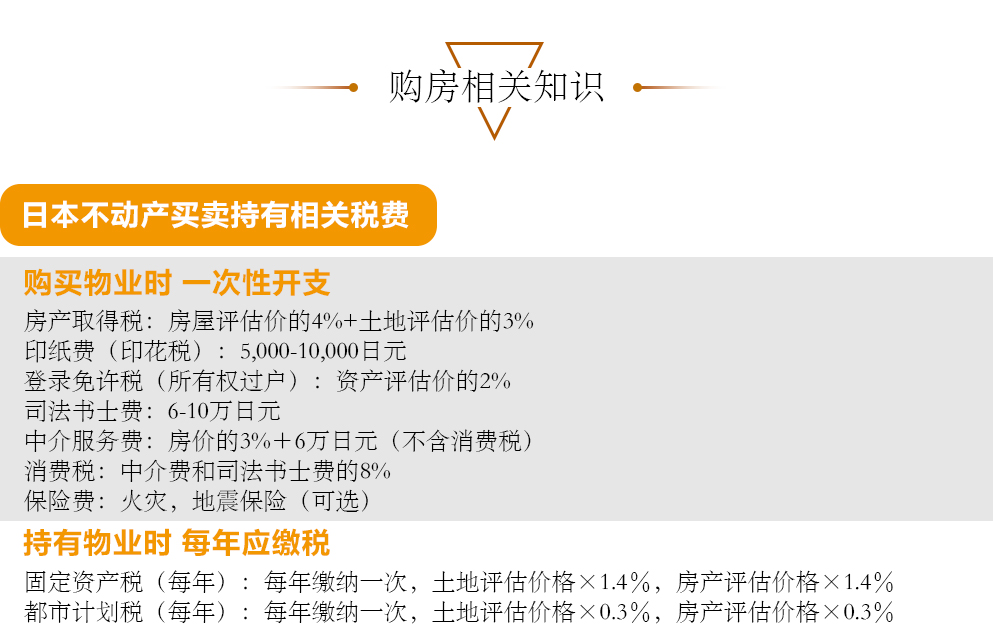 购房相关知识
日本不动产买卖持有相关税费
购买物业时 一次性开支
房产取得税：房屋评估价的4%+土地评估价的3%
印纸费（印花税）：5,000-10,000日元
登录免许税（所有权过户）：资产评估价的2%
司法书士费：6-10万日元
中介服务费：房价的3%＋6万日元（不含消费税）
消费税：中介费和司法书士费的8%
保险费：火灾，地震保险（可选）
持有物业时 每年应缴税
固定资产税（每年）：每年缴纳一次，土地评估价格×1.4%，房产评估价格×1.4%
都市计划税（每年）：每年缴纳一次，土地评估价格×0.3%，房产评估价格×0.3%